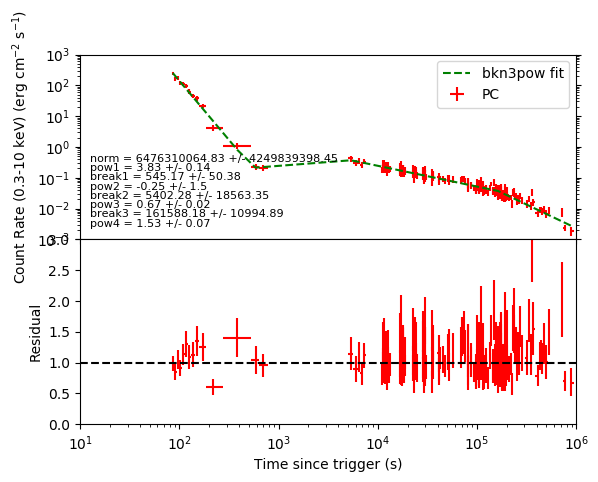 Count Rate (0.3-10 keV) (erg cm⁻² s⁻¹)
10³
10²
10¹
10⁰
10⁻¹
10⁻²
10⁻³
bkn3pow fit
PC
norm = 6476310064.83 +/- 4249839398.45
pow1 = 3.83 +/- 0.14
break1 = 545.17 +/- 50.38
pow2 = -0.25 +/- 1.5
break2 = 5402.28 +/- 18563.35
pow3 = 0.67 +/- 0.02
break3 = 161588.18 +/- 10994.89
pow4 = 1.53 +/- 0.07
Residual
3.0
2.5
2.0
1.5
1.0
0.5
0.0
10¹ 10² 10³ 10⁴ 10⁵ 10⁶
Time since trigger (s)